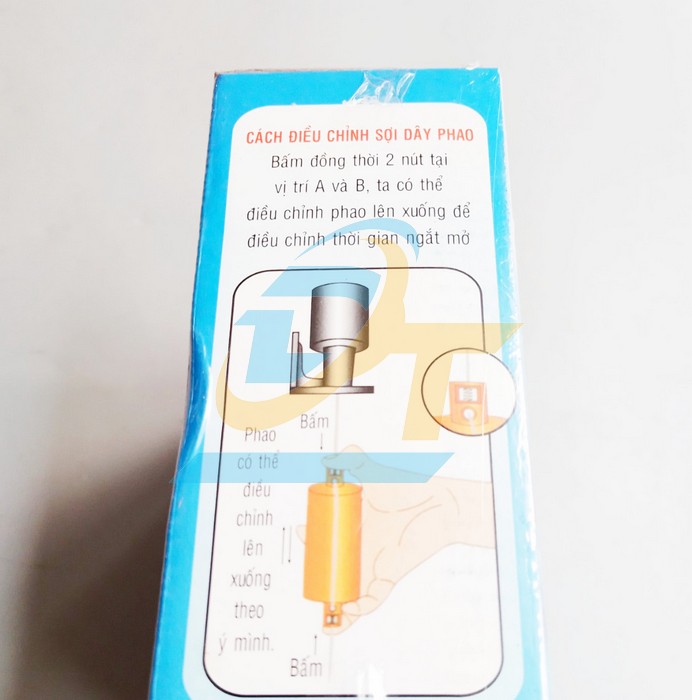 CÁCH ĐIỀU CHỈNH SỢI DÂY PHAO
Bấm đồng thời 2 nút tại
vị trí A và B, ta có thể
điều chỉnh phao lên xuống để
điều chỉnh thời gian ngắt mở
Bấm
Phao
có thể
điều
chỉnh
lên
xuống
theo
ý mình.
Bấm
DT